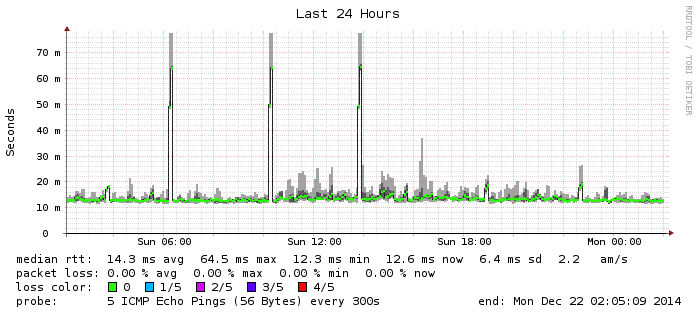 Last 24 Hours
RRDTOOL / TOBI OETIKER
Seconds
70 m
60 m
50 m
40 m
30 m
20 m
10 m
0
Sun 06:00 Sun 12:00 Sun 18:00 Mon 00:00
median rtt: 14.3 ms avg 64.5 ms max 12.3 ms min 12.6 ms now 6.4 ms sd 2.2 am/s
packet loss: 0.00 % avg 0.00 % max 0.00 % min 0.00 % now
loss color: 0 1/5 2/5 3/5 4/5
probe: 5 ICMP Echo Pings (56 Bytes) every 300s end: Mon Dec 22 02:05:09 2014